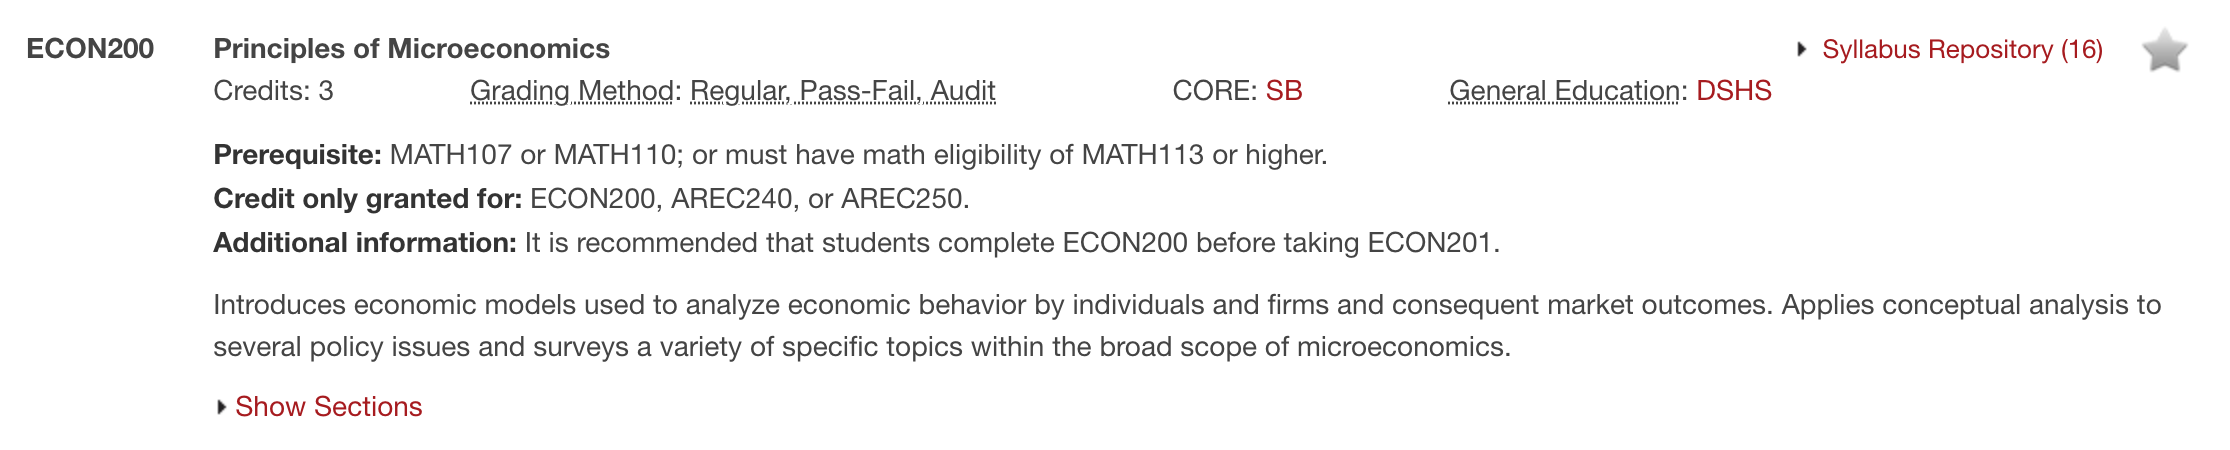 ECON200 Principles of Microeconomics Syllabus Repository (16)
Credits: 3 Grading Method: Regular, Pass-Fail, Audit CORE: SB General Education: DSHS
Prerequisite: MATH107 or MATH110; or must have math eligibility of MATH113 or higher.
Credit only granted for: ECON200, AREC240, or AREC250.
Additional information: It is recommended that students complete ECON200 before taking ECON201.
Introduces economic models used to analyze economic behavior by individuals and firms and consequent market outcomes. Applies conceptual analysis to
several policy issues and surveys a variety of specific topics within the broad scope of microeconomics.
Show Sections